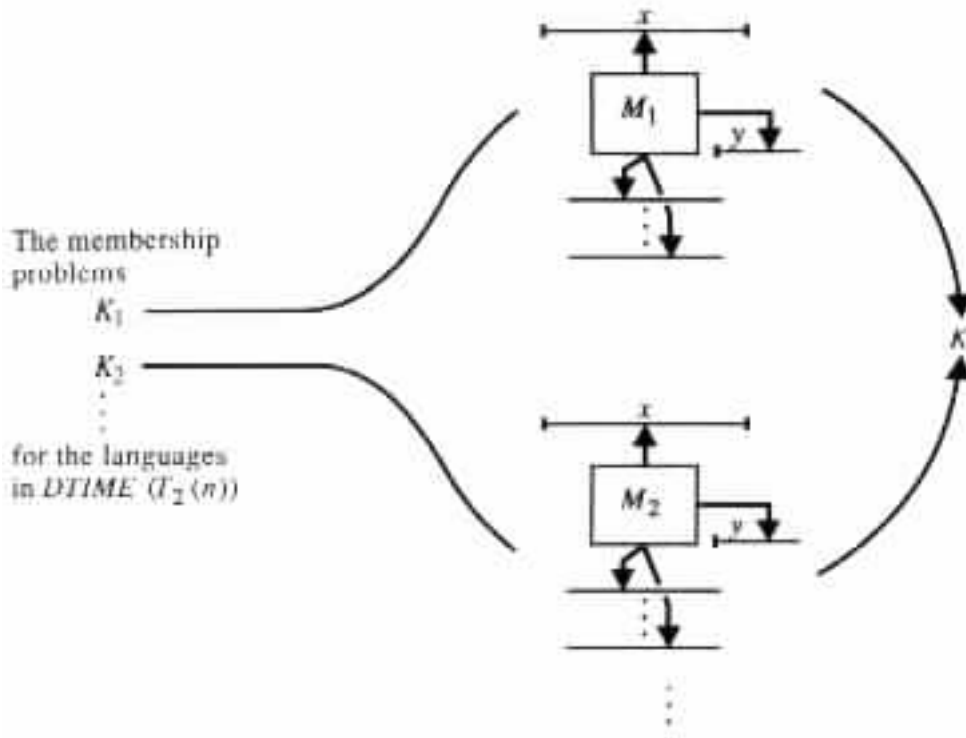 x
M₁
y
The membership
problems
K₁
K
K₂
x
for the languages
in DTIME (T₂(n))
M₂
y